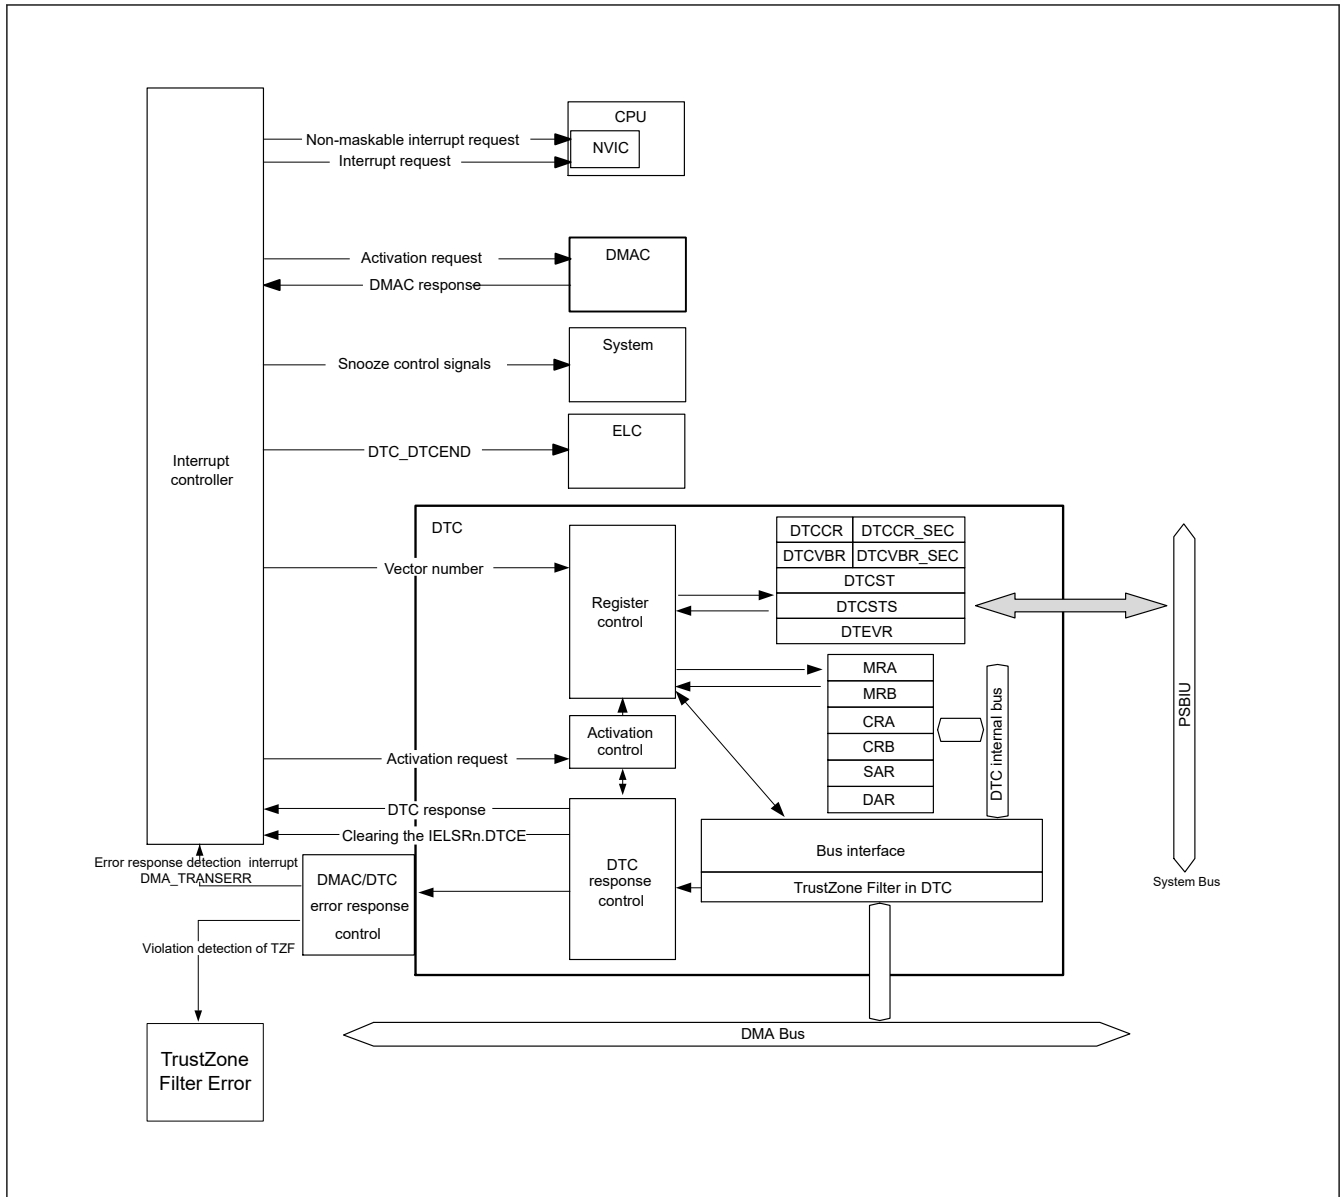 CPU
Non-maskable interrupt request
NVIC
Interrupt request
Activation request
DMAC
DMAC response
System
Snooze control signals
ELC
DTC_DTCEND
Interrupt
controller
DTC
DTCCR
DTCCR_SEC
DTCVBR
DTCVBR_SEC
Vector number
DTCST
Register
control
DTCSTS
DTEVR
MRA
MRB
CRA
CRB
SAR
DAR
DTC internal bus
PSBIU
System Bus
Activation
control
Activation request
DTC response
Clearing the IELSRn.DTCE
DTC
response
control
Bus interface
TrustZone Filter in DTC
Error response detection interrupt
DMA_TRANSERR
DMAC/DTC
error response
control
Violation detection of TZF
DMA Bus
TrustZone
Filter Error